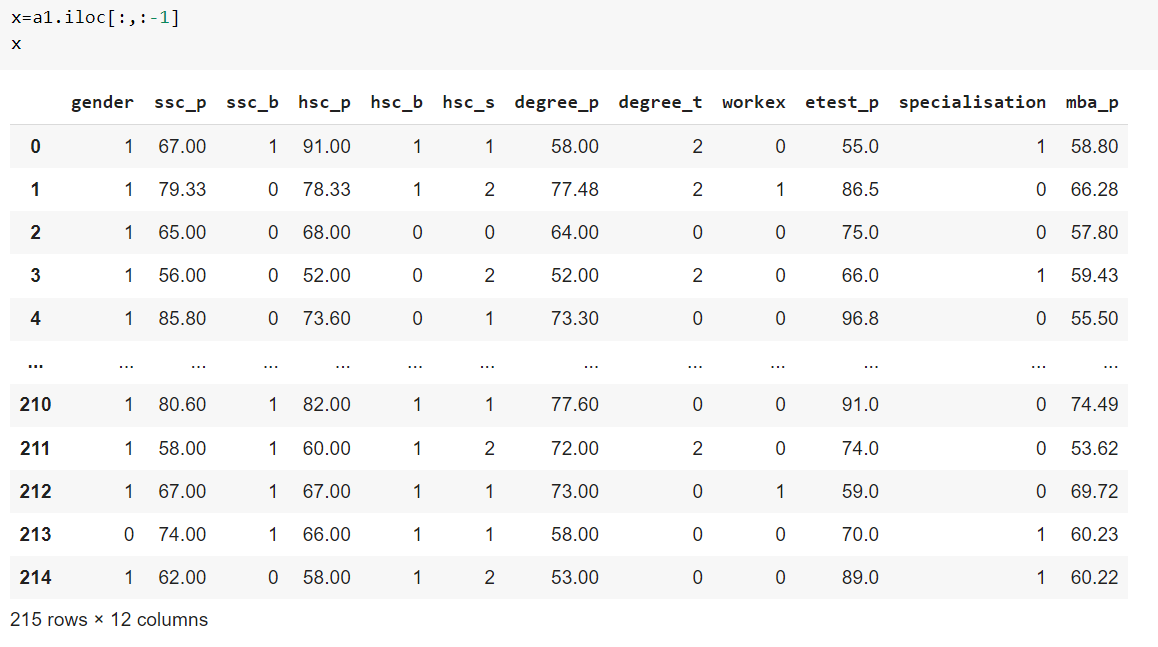 x=a1.iloc[:,:-1]
x
gender ssc_p ssc_b hsc_p hsc_b hsc_s degree_p degree_t workex etest_p specialisation mba_p
0 1 67.00 1 91.00 1 1 58.00 2 0 55.0 1 58.80
1 1 79.33 0 78.33 1 2 77.48 2 1 86.5 0 66.28
2 1 65.00 0 68.00 0 0 64.00 0 0 75.0 0 57.80
3 1 56.00 0 52.00 0 2 52.00 2 0 66.0 1 59.43
4 1 85.80 0 73.60 0 1 73.30 0 0 96.8 0 55.50
... ... ... ... ... ... ... ... ... ... ... ... ...
210 1 80.60 1 82.00 1 1 77.60 0 0 91.0 0 74.49
211 1 58.00 1 60.00 1 2 72.00 2 0 74.0 0 53.62
212 1 67.00 1 67.00 1 1 73.00 0 1 59.0 0 69.72
213 0 74.00 1 66.00 1 1 58.00 0 0 70.0 1 60.23
214 1 62.00 0 58.00 1 2 53.00 0 0 89.0 1 60.22
215 rows × 12 columns